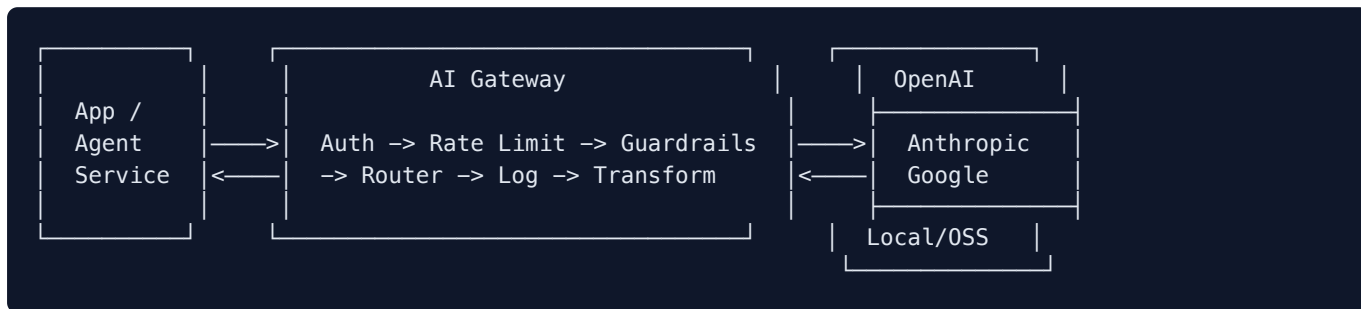 AI Gateway OpenAI
App /
Agent ————>| Auth —> Rate Limit —> Guardrails ————>| Anthropic
Service <———— —> Router —> Log —> Transform <———— Google
Local/OSS